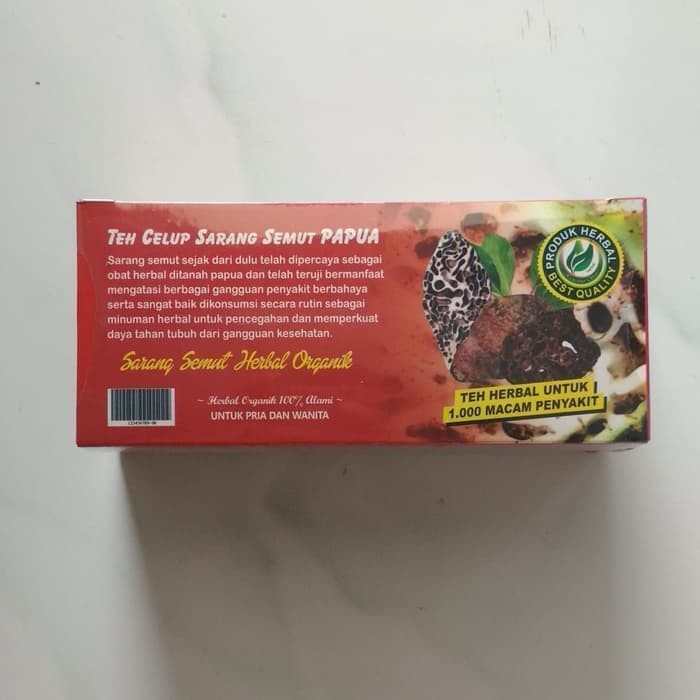 TEH CELUP SARANG SEMUT PAPUA
Sarang semut sejak dari dulu telah dipercaya sebagai
obat herbal ditanah papua dan telah teruji bermanfaat
mengatasi berbagai gangguan penyakit berbahaya
serta sangat baik dikonsumsi secara rutin sebagai
minuman herbal untuk pencegahan dan memperkuat
daya tahan tubuh dari gangguan kesehatan.
Sarang Semut Herbal Organik
~ Herbal Organik 100% Alami ~
UNTUK PRIA DAN WANITA
PRODUK HERBAL
BEST QUALITY
TEH HERBAL UNTUK
1.000 MACAM PENYAKIT